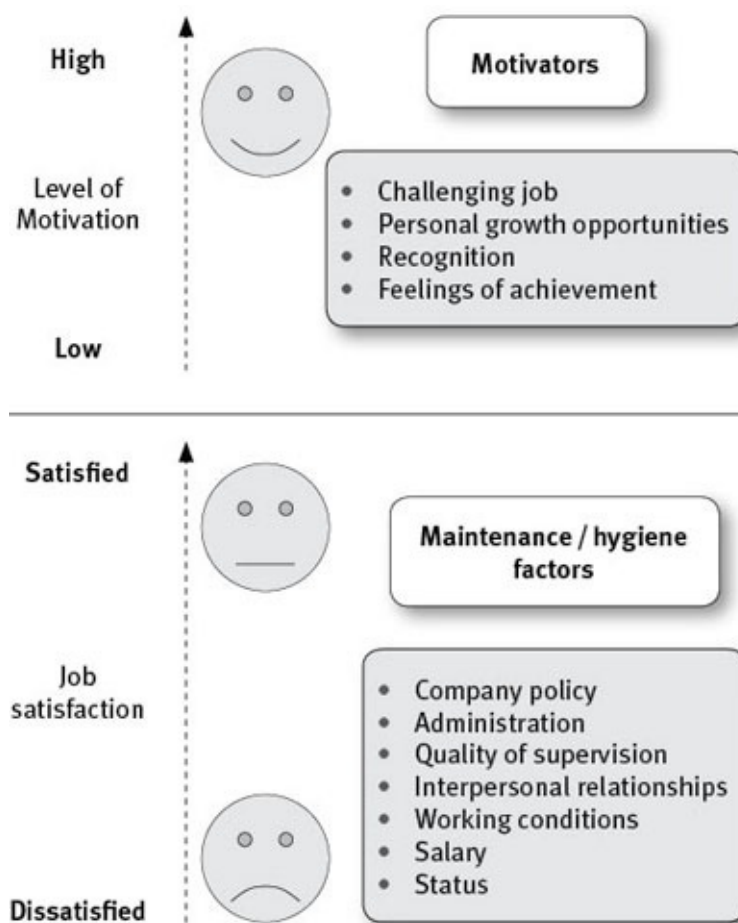 High
Motivators
Level of
Motivation
• Challenging job
• Personal growth opportunities
• Recognition
• Feelings of achievement
Low
Satisfied
Maintenance / hygiene
factors
Job
satisfaction
• Company policy
• Administration
• Quality of supervision
• Interpersonal relationships
• Working conditions
• Salary
• Status
Dissatisfied